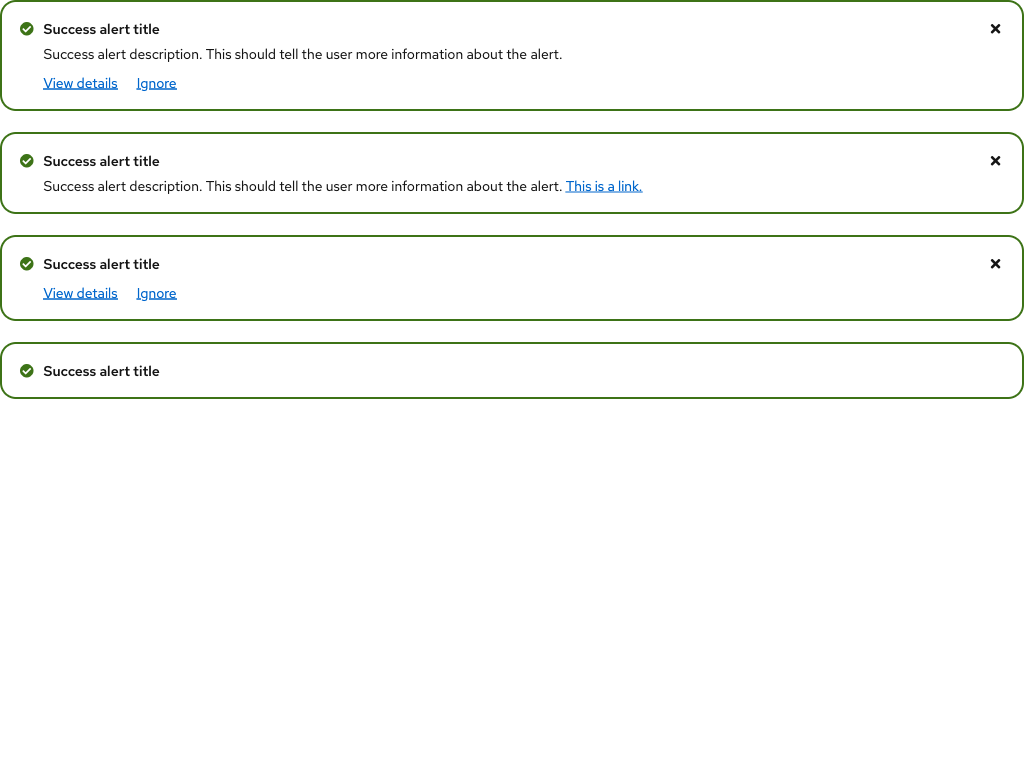 Success alert title
Success alert description. This should tell the user more information about the alert.
View details Ignore
Success alert title
Success alert description. This should tell the user more information about the alert. This is a link.
Success alert title
View details Ignore
Success alert title